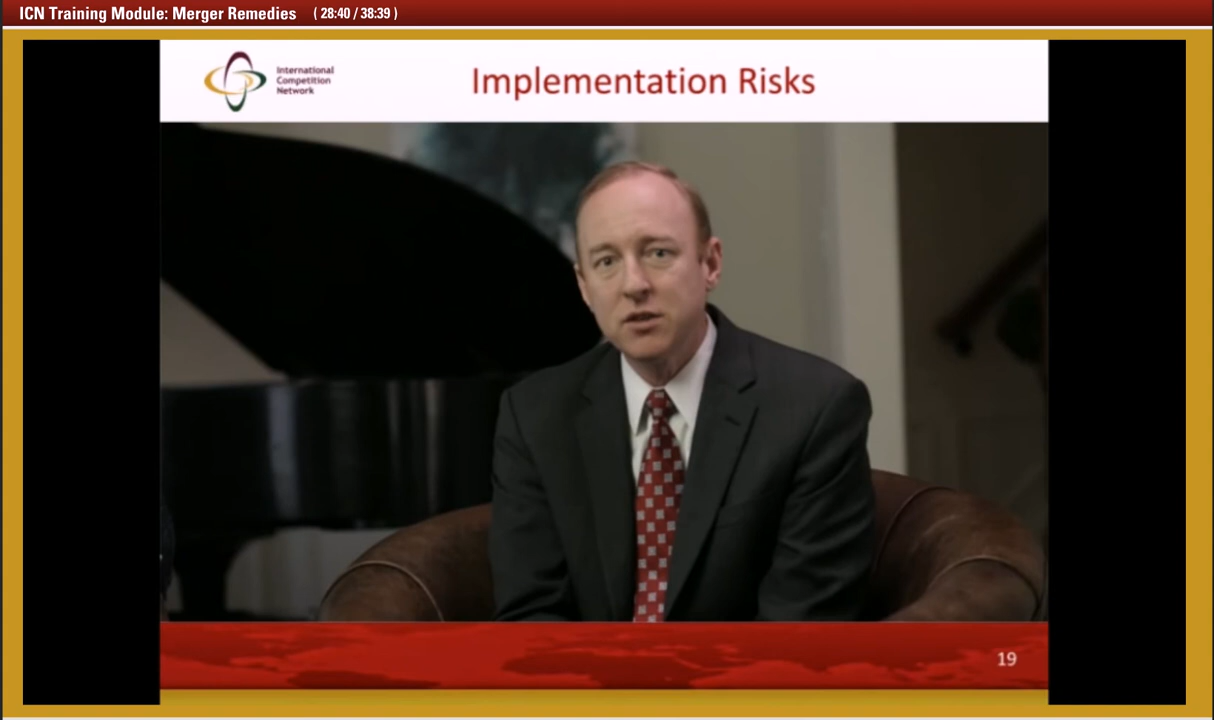 ICN Training Module: Merger Remedies ( 28:40 / 38:39 )
International
Competition
Network
Implementation Risks
19